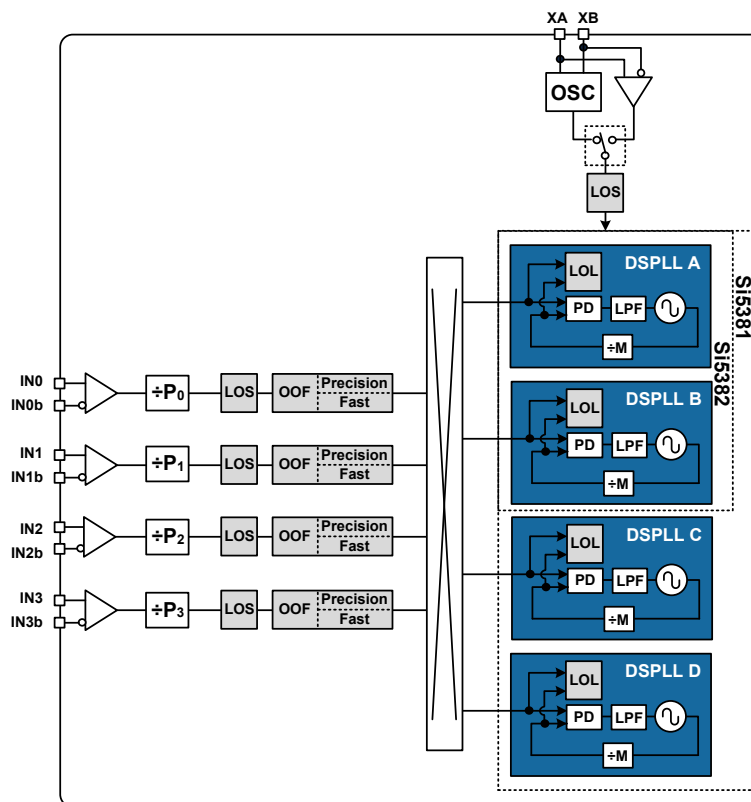 XA XB
OSC
LOS
Si5381
Si5382
DSPLL A
LOL
PD LPF
÷M
IN0
IN0b
÷P0
LOS
OOF
Precision
Fast
DSPLL B
LOL
PD LPF
÷M
IN1
IN1b
÷P1
LOS
OOF
Precision
Fast
IN2
IN2b
÷P2
LOS
OOF
Precision
Fast
DSPLL C
LOL
PD LPF
÷M
IN3
IN3b
÷P3
LOS
OOF
Precision
Fast
DSPLL D
LOL
PD LPF
÷M